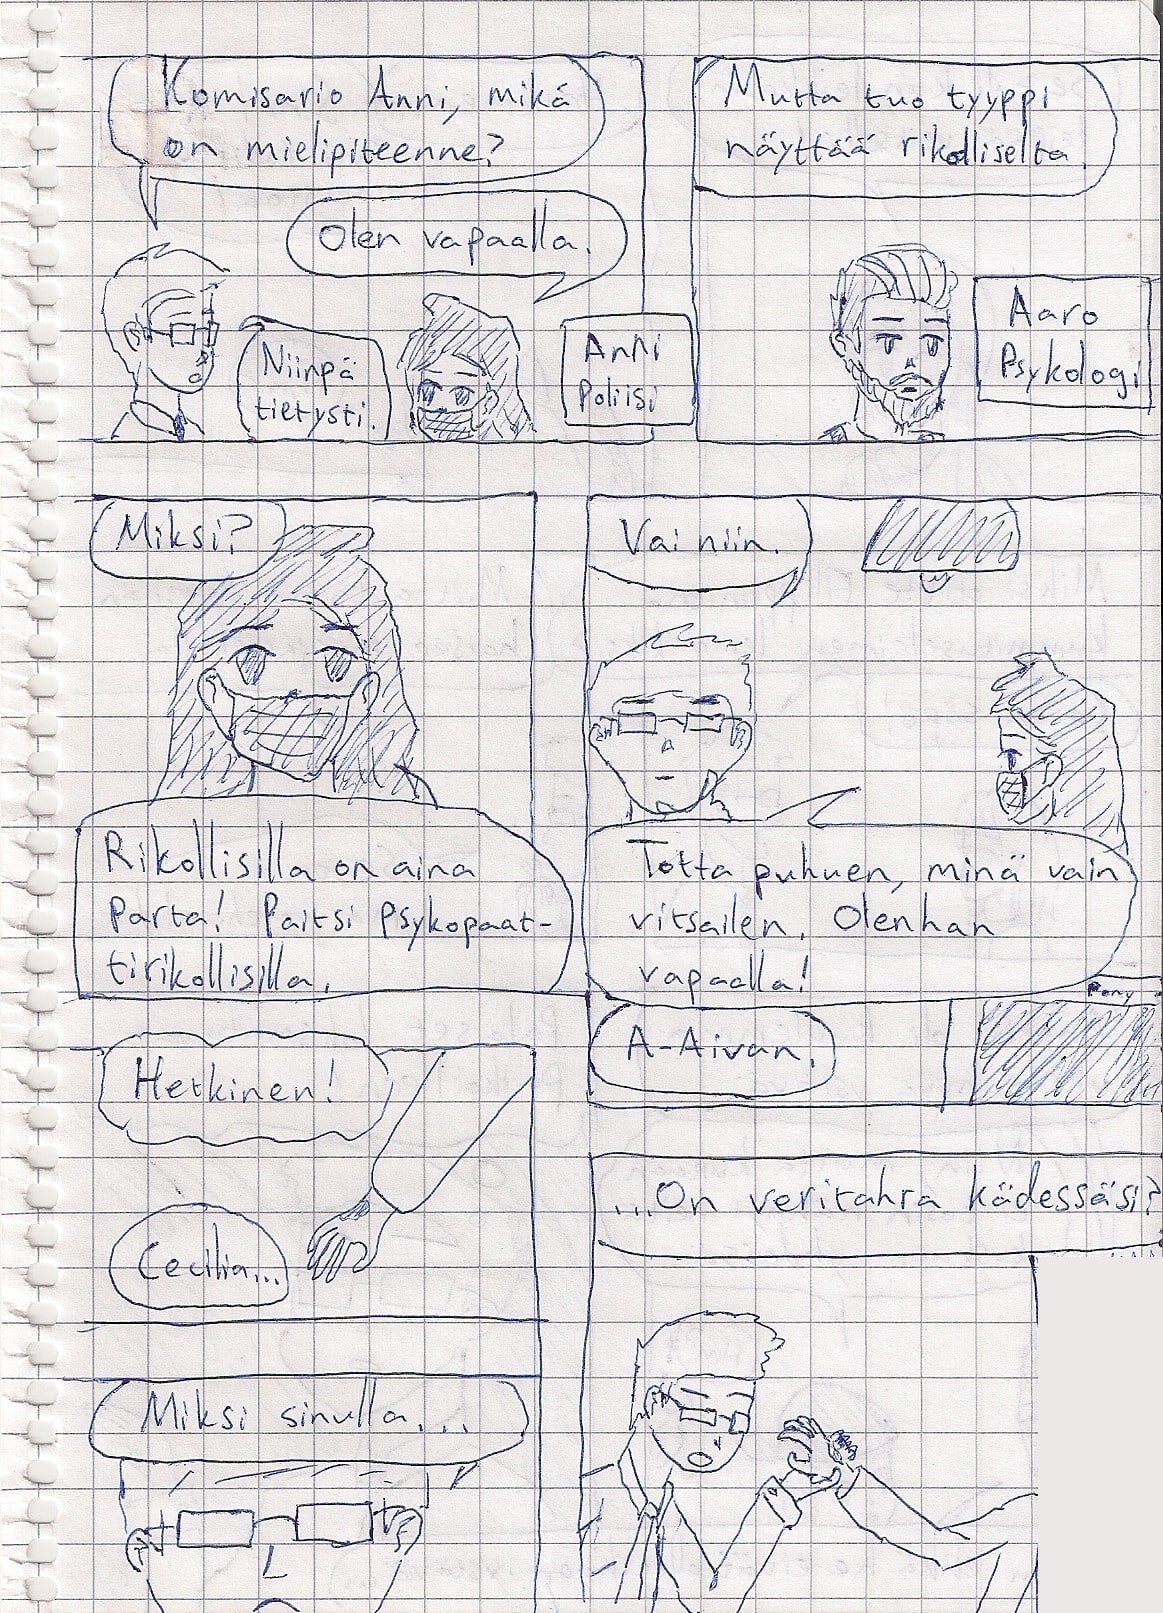 Komisario Anni, mikä
on mielipiteenne?
Olen vapaalla.
Niinpä
tietysti.
Anni
Poliisi
Mutta tuo tyyppi
näyttää rikolliselta.
Aaro
Psykologi
Miksi?
Rikollisilla on aina
parta! Paitsi psykopaat-
tirikollisilla.
Vai niin.
Totta puhuen, minä vain
vitsailen. Olenhan
vapaalla!
A-Aivan.
Pony
Hetkinen!
Cecilia...
Miksi sinulla...
...On veritahra kädessäsi?